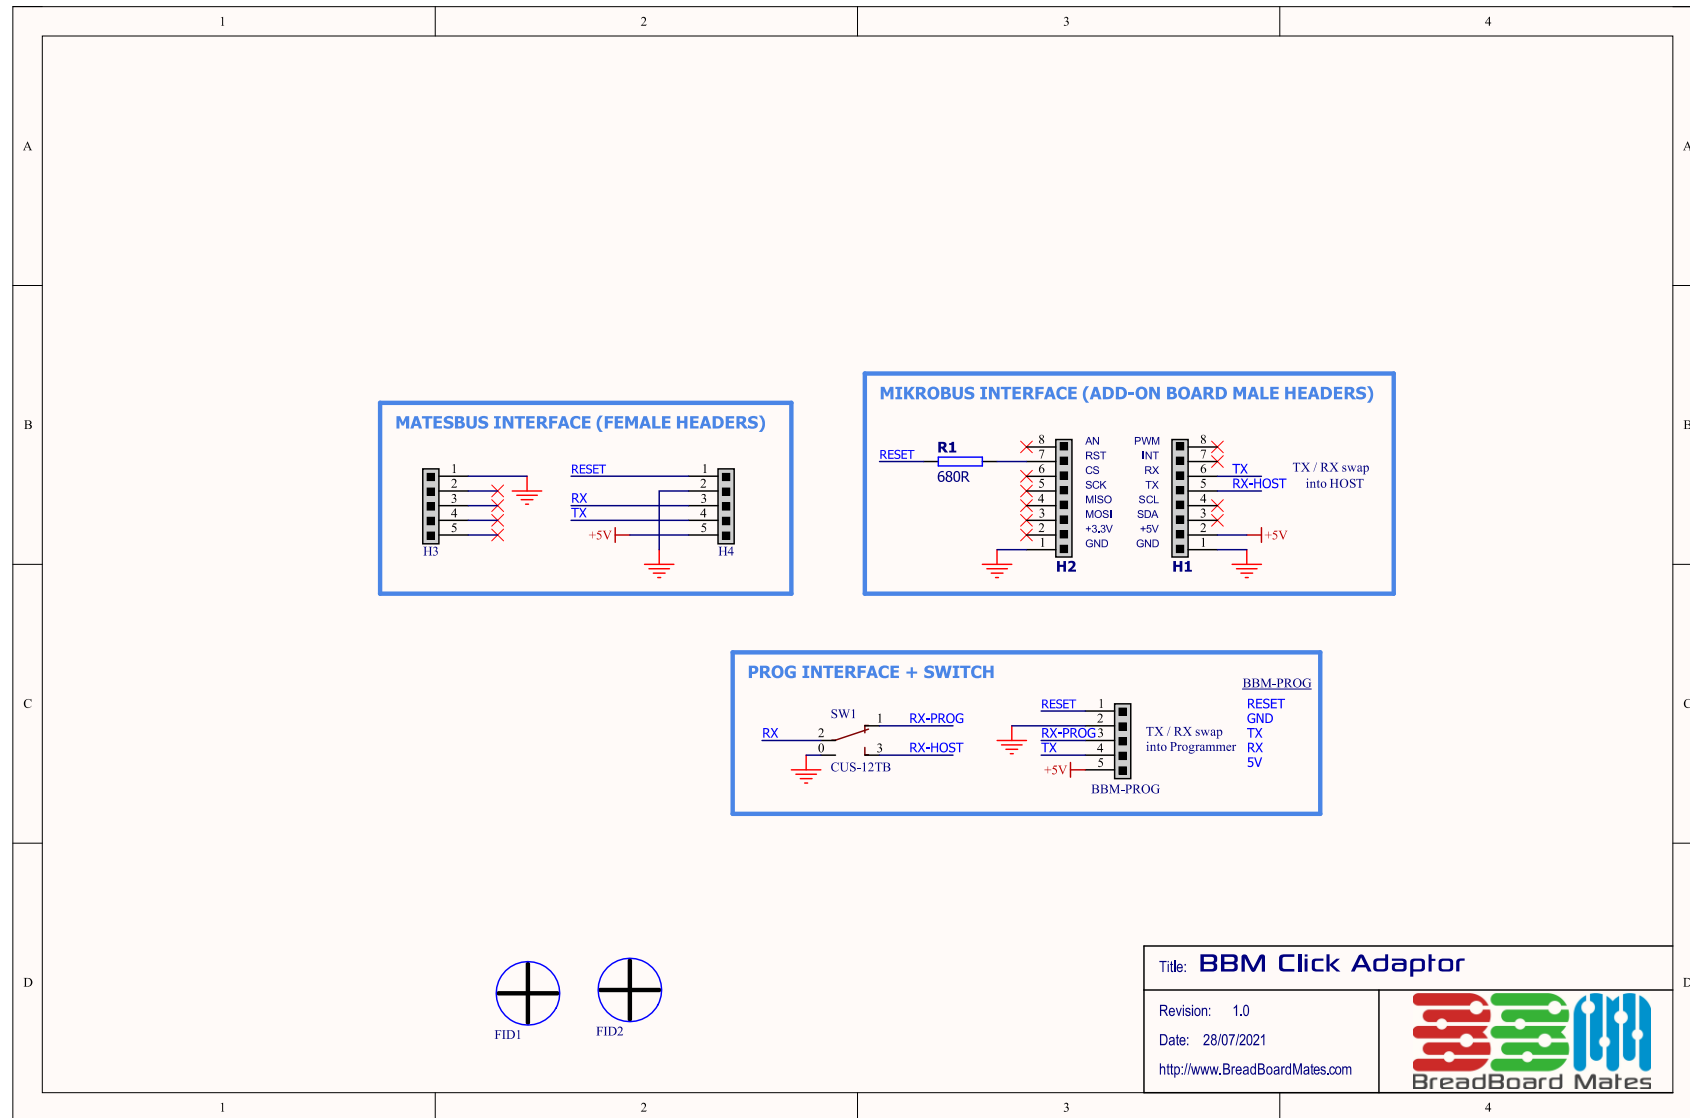 1 2 3 4
A A
MATESBUS INTERFACE (FEMALE HEADERS)
1
2
3
4
5
H3
RESET 1
2
RX 3
TX 4
+5V 5
H4
MIKROBUS INTERFACE (ADD-ON BOARD MALE HEADERS)
B B
RESET R1 680R
8 AN PWM 8
7 RST INT 7
6 CS RX 6 TX
5 SCK TX 5 RX-HOST
4 MISO SCL 4
3 MOSI SDA 3
2 +3.3V +5V 2 +5V
1 GND GND 1
H2 H1
TX / RX swap
into HOST
PROG INTERFACE + SWITCH
C C
SW1
RX 2 1 RX-PROG
0 3 RX-HOST
CUS-12TB
RESET 1
2
RX-PROG 3
TX 4
+5V 5
BBM-PROG
TX / RX swap
into Programmer
BBM-PROG
RESET
GND
TX
RX
5V
D D
FID1 FID2
Title: BBM Click Adaptor
Revision: 1.0
Date: 28/07/2021
http://www.BreadBoardMates.com
BreadBoard Mates
1 2 3 4